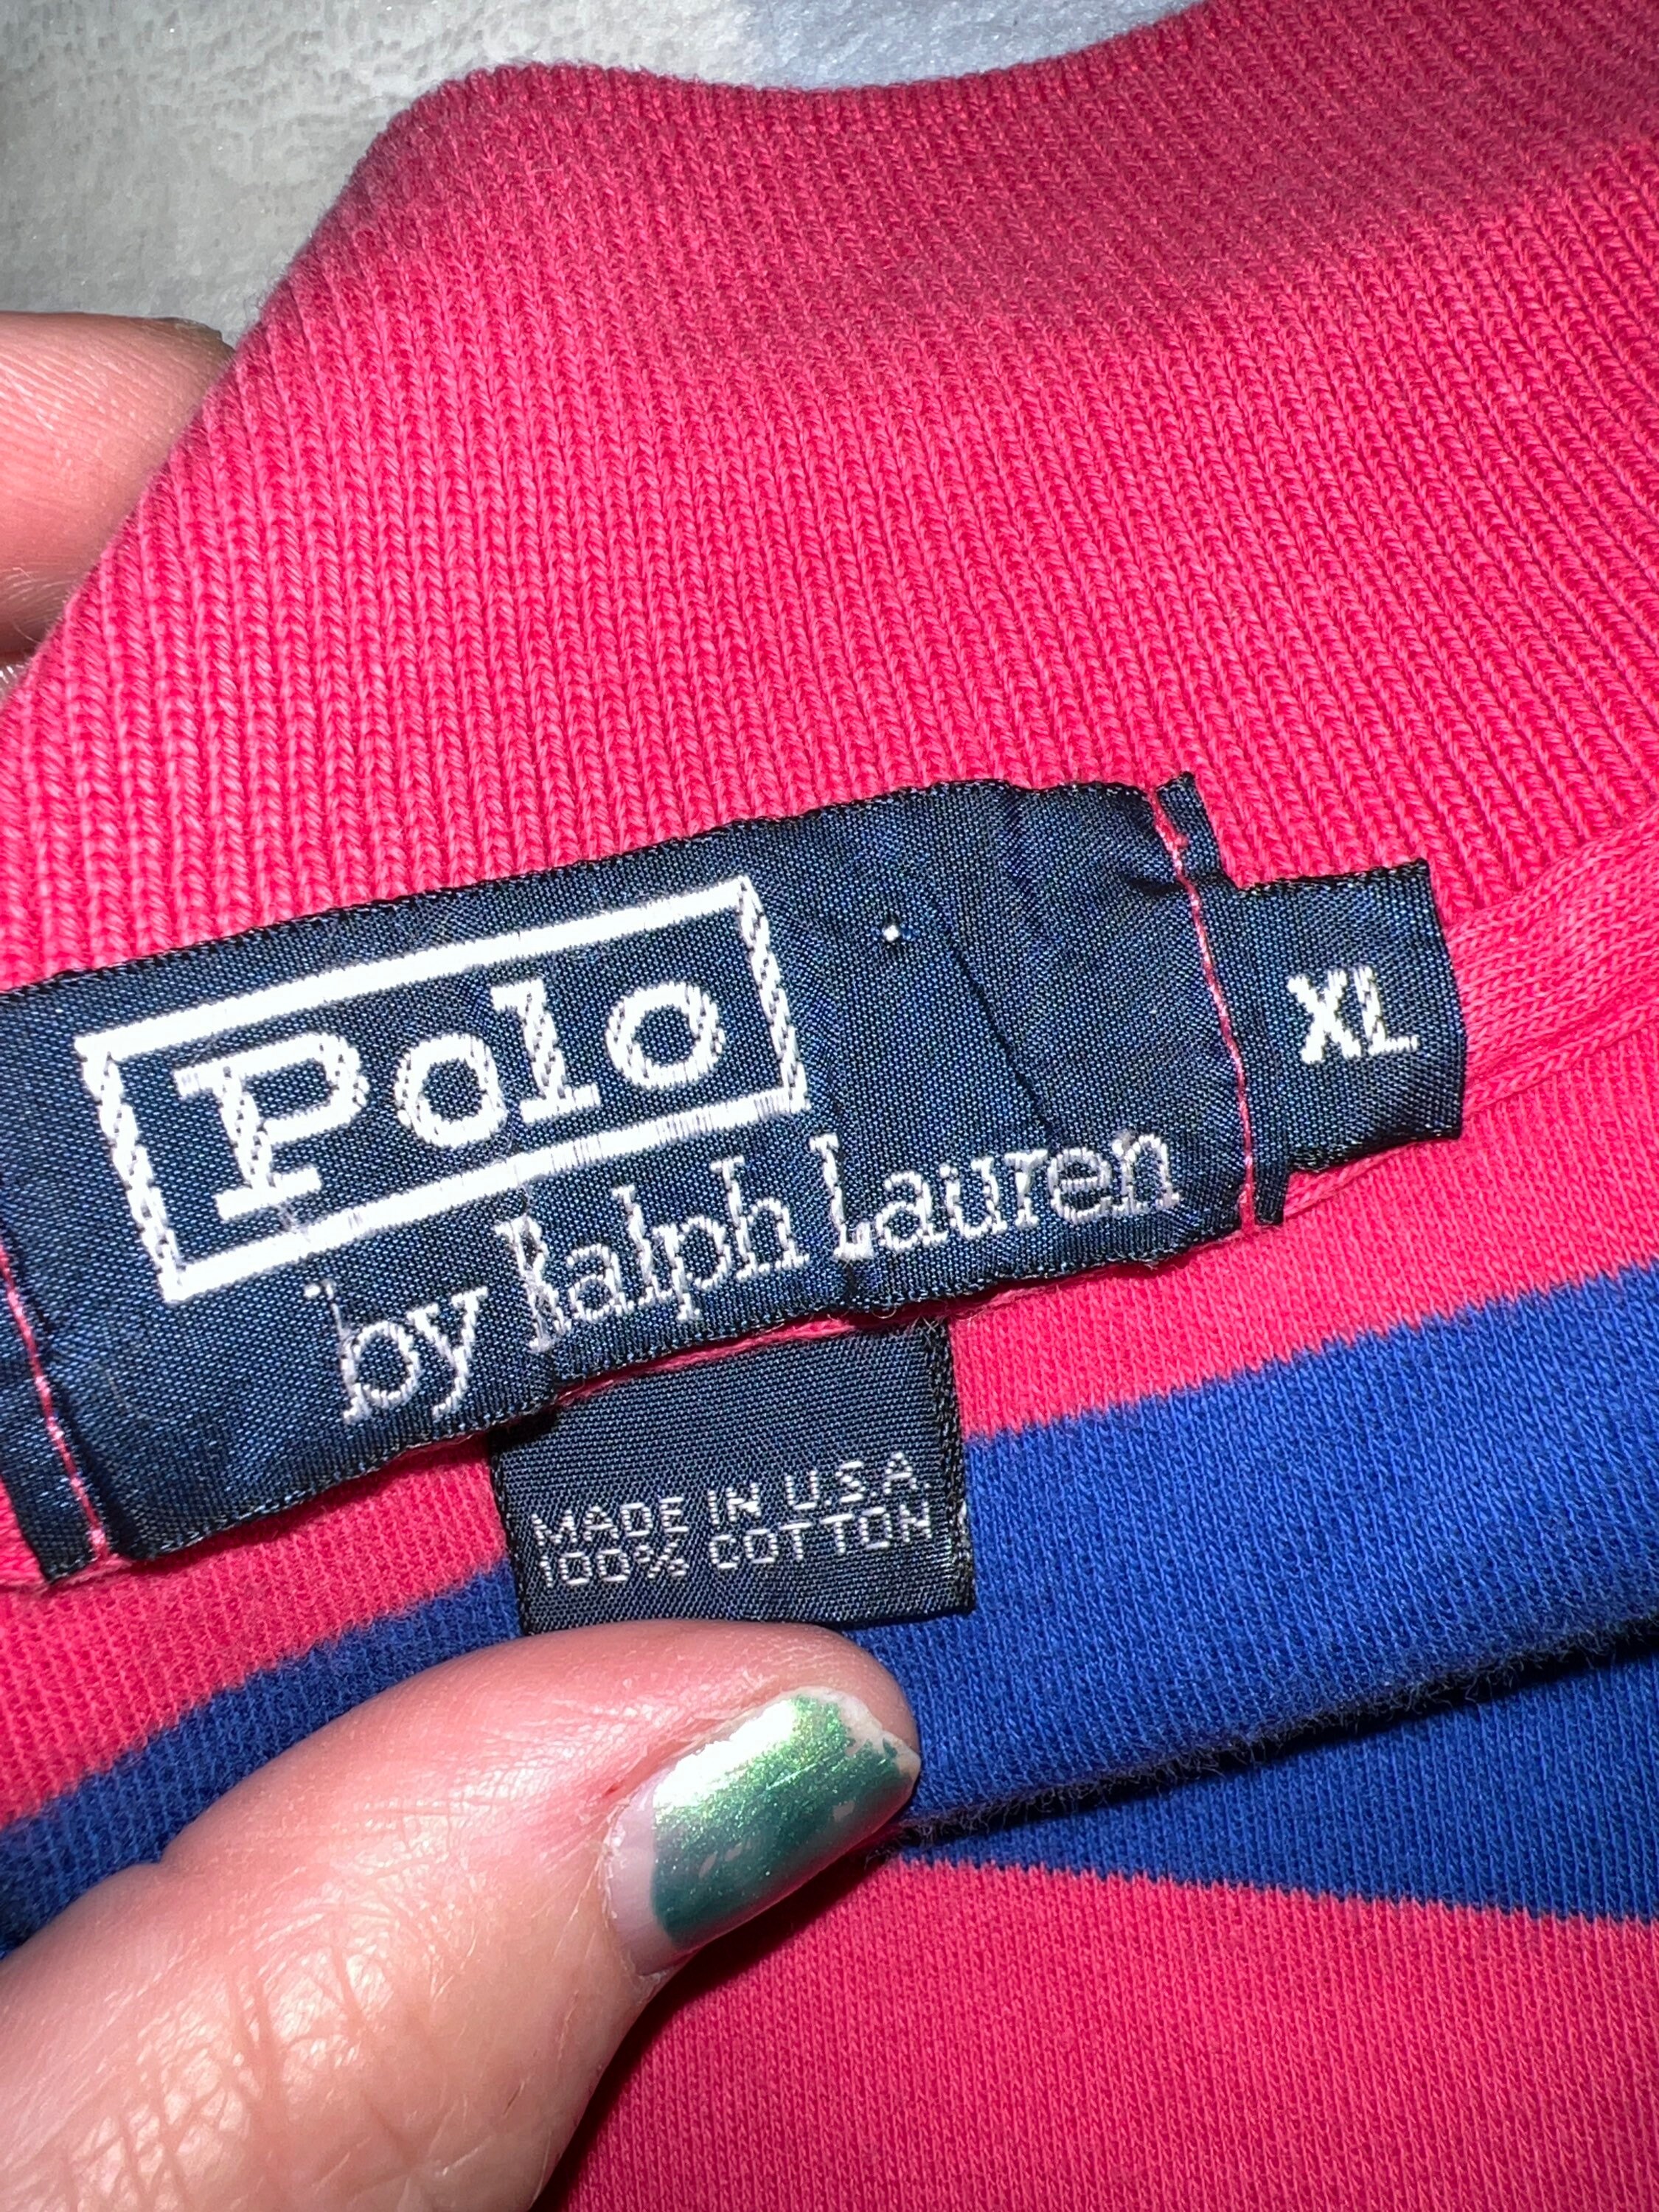 Polo
by Ralph Lauren
XL
MADE IN U.S.A.
100% COTTON